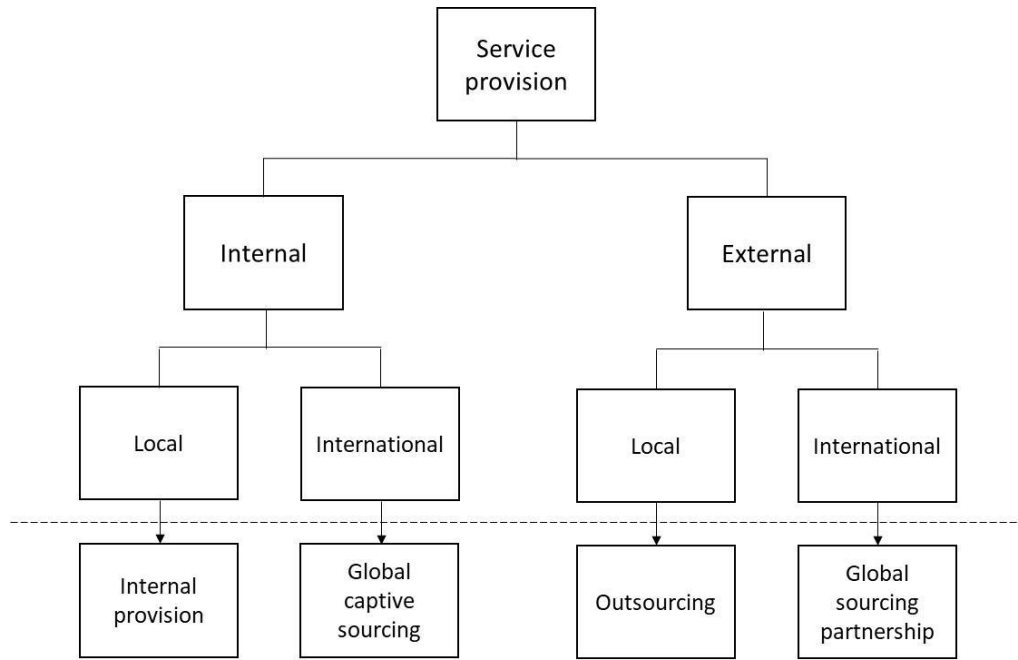 Service
provision
Internal
External
Local
International
Local
International
Internal
provision
Global
captive
sourcing
Outsourcing
Global
sourcing
partnership